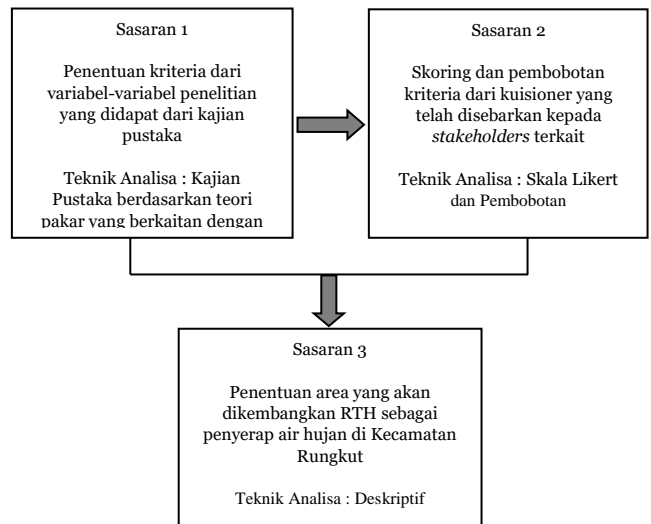 Sasaran 1
Penentuan kriteria dari
variabel-variabel penelitian
yang didapat dari kajian
pustaka
Teknik Analisa : Kajian
Pustaka berdasarkan teori
pakar yang berkaitan dengan
Sasaran 2
Skoring dan pembobotan
kriteria dari kuisioner yang
telah disebarkan kepada
stakeholders terkait
Teknik Analisa : Skala Likert
dan Pembobotan
Sasaran 3
Penentuan area yang akan
dikembangkan RTH sebagai
penyerap air hujan di Kecamatan
Rungkut
Teknik Analisa : Deskriptif